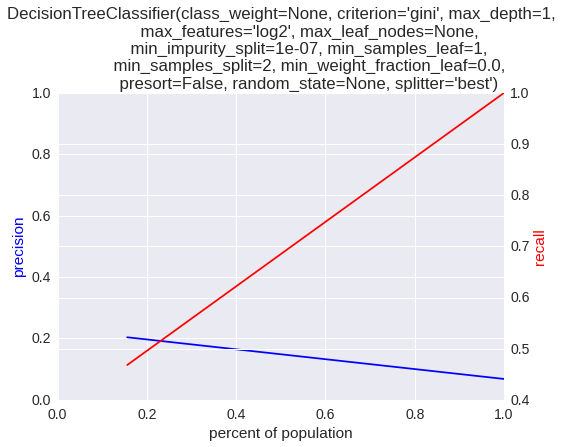 DecisionTreeClassifier(class_weight=None, criterion='gini', max_depth=1,
max_features='log2', max_leaf_nodes=None,
min_impurity_split=1e-07, min_samples_leaf=1,
min_samples_split=2, min_weight_fraction_leaf=0.0,
presort=False, random_state=None, splitter='best')
1.0
0.8
0.6
0.4
0.2
0.0
precision
1.0
0.9
0.8
0.7
0.6
0.5
0.4
recall
0.0 0.2 0.4 0.6 0.8 1.0
percent of population